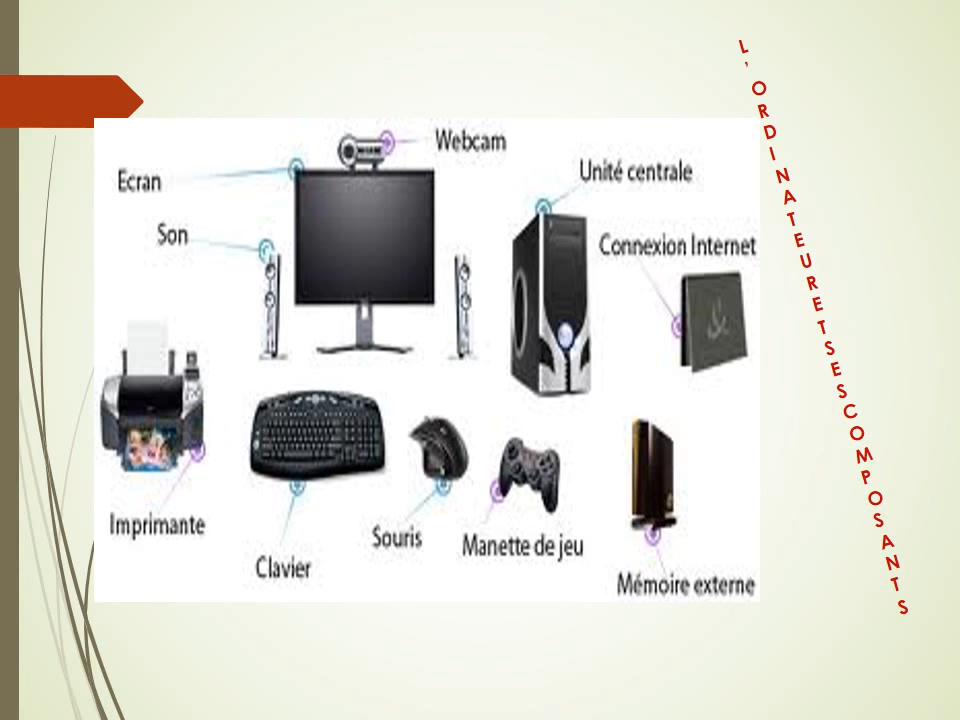 L'ORDINATEUR ET SES COMPOSANTS
Webcam
Ecran
Unité centrale
Son
Connexion Internet
Imprimante
Souris
Manette de jeu
Clavier
Mémoire externe